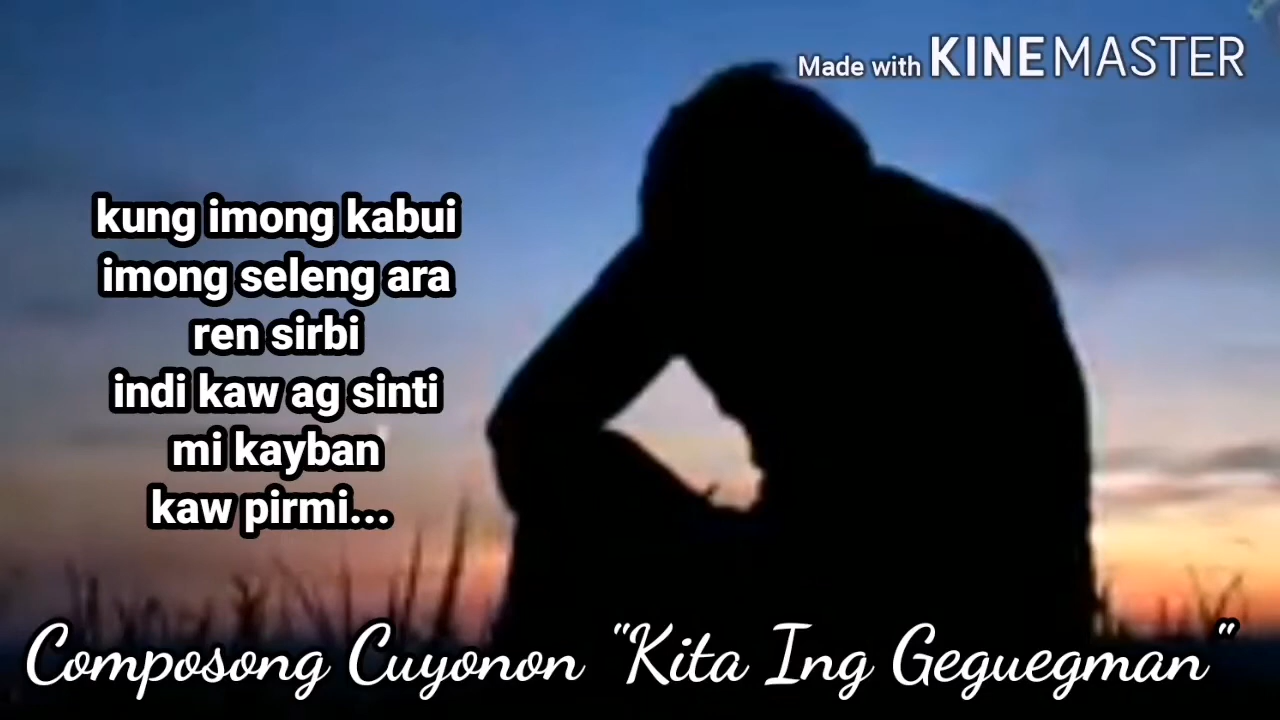 Made with KINEMASTER
kung imong kabui
imong seleng ara
ren sirbi
indi kaw ag sinti
mi kayban
kaw pirmi...
Composong Cuyonon "Kita Ing Geguegman"